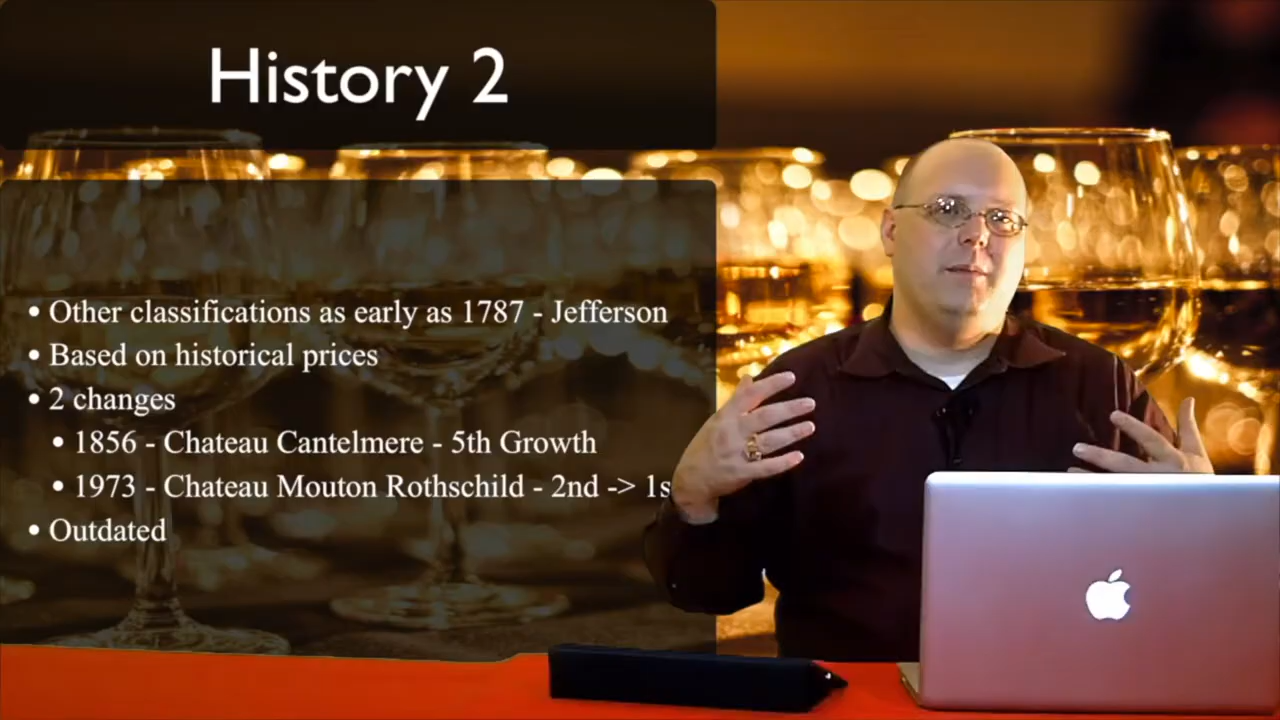 History 2
• Other classifications as early as 1787 - Jefferson
• Based on historical prices
• 2 changes
• 1856 - Chateau Cantelmere - 5th Growth
• 1973 - Chateau Mouton Rothschild - 2nd -> 1s
• Outdated